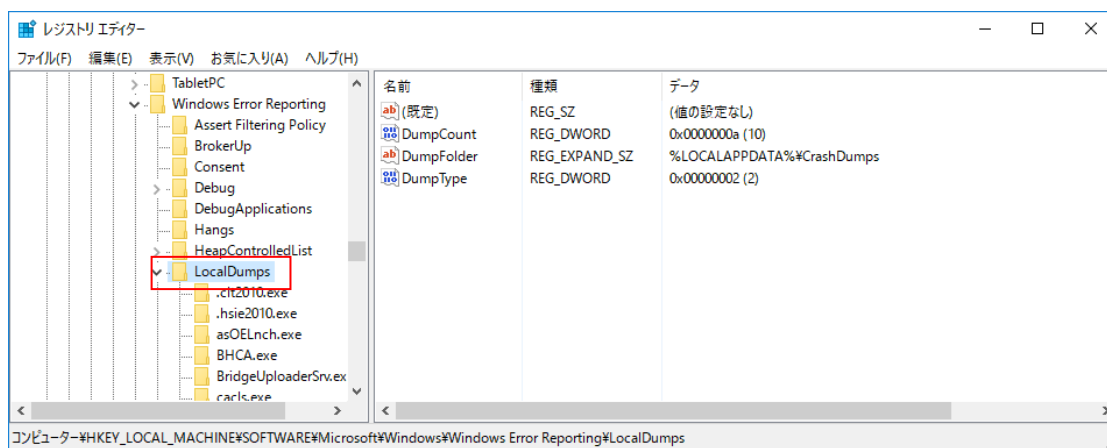 レジストリ エディター
ファイル(F) 編集(E) 表示(V) お気に入り(A) ヘルプ(H)
TabletPC
Windows Error Reporting
Assert Filtering Policy
BrokerUp
Consent
Debug
DebugApplications
Hangs
HeapControlledList
LocalDumps
.clt2010.exe
.hsie2010.exe
asOELnch.exe
BHCA.exe
BridgeUploaderSrv.ex
cacls.exe
名前 種類 データ
(既定) REG_SZ (値の設定なし)
DumpCount REG_DWORD 0x0000000a (10)
DumpFolder REG_EXPAND_SZ %LOCALAPPDATA%¥CrashDumps
DumpType REG_DWORD 0x00000002 (2)
コンピューター¥HKEY_LOCAL_MACHINE¥SOFTWARE¥Microsoft¥Windows¥Windows Error Reporting¥LocalDumps